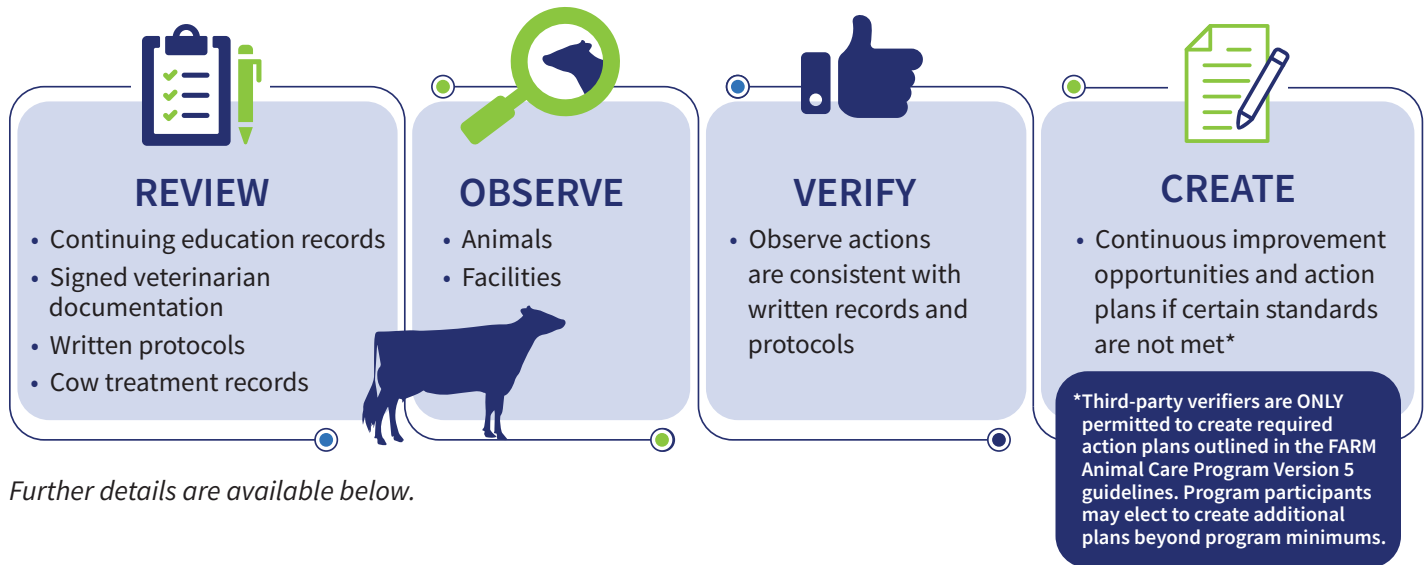 REVIEW
• Continuing education records
• Signed veterinarian
documentation
• Written protocols
• Cow treatment records
OBSERVE
• Animals
• Facilities
VERIFY
• Observe actions
are consistent with
written records and
protocols
CREATE
• Continuous improvement
opportunities and action
plans if certain standards
are not met*
*Third-party verifiers are ONLY
permitted to create required
action plans outlined in the FARM
Animal Care Program Version 5
guidelines. Program participants
may elect to create additional
plans beyond program minimums.
Further details are available below.